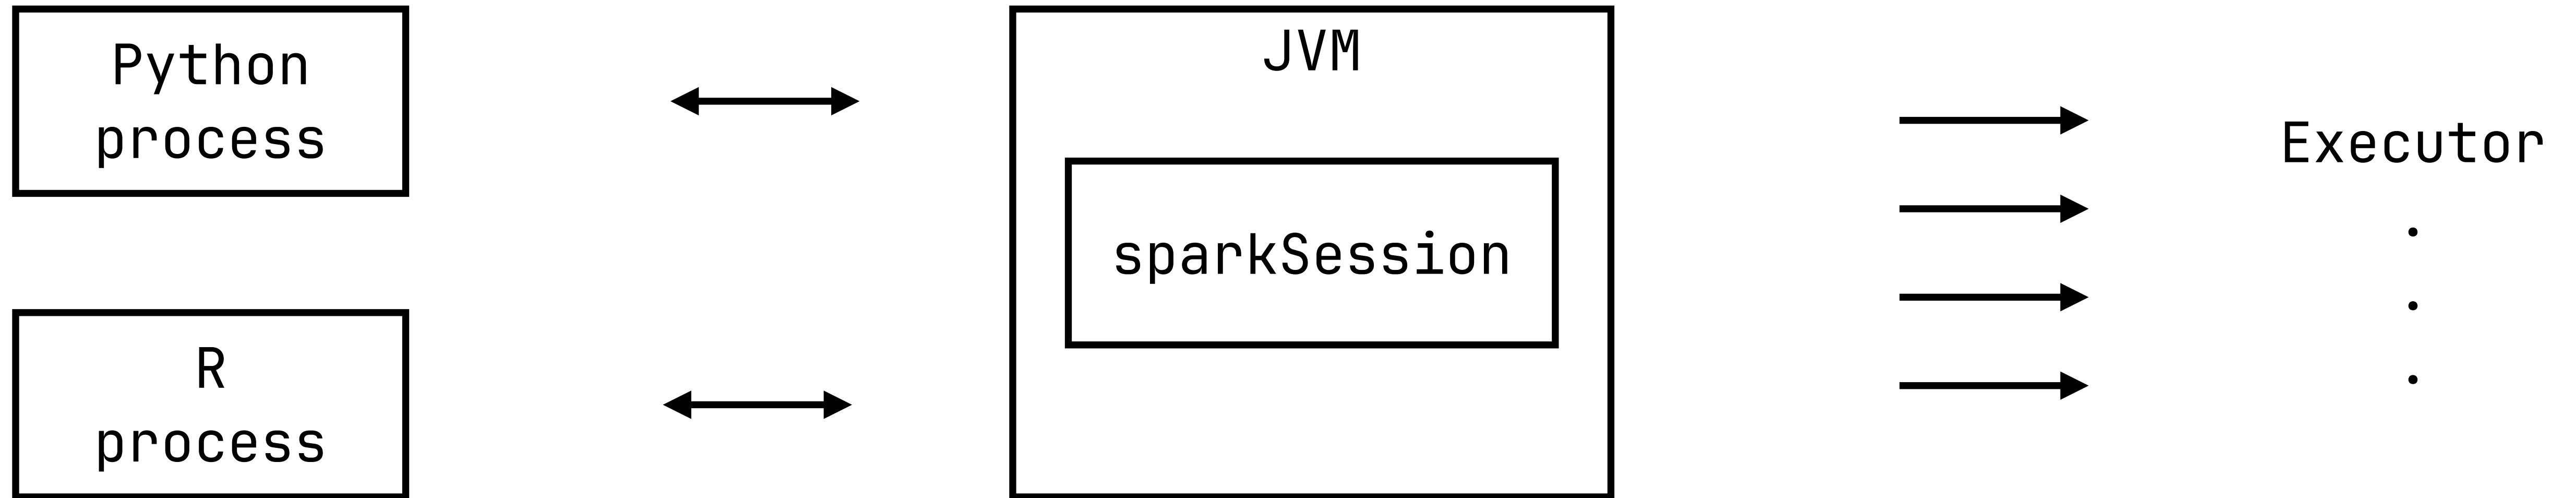 Python
process
R
process
JVM
sparkSession
Executor
.
.
.